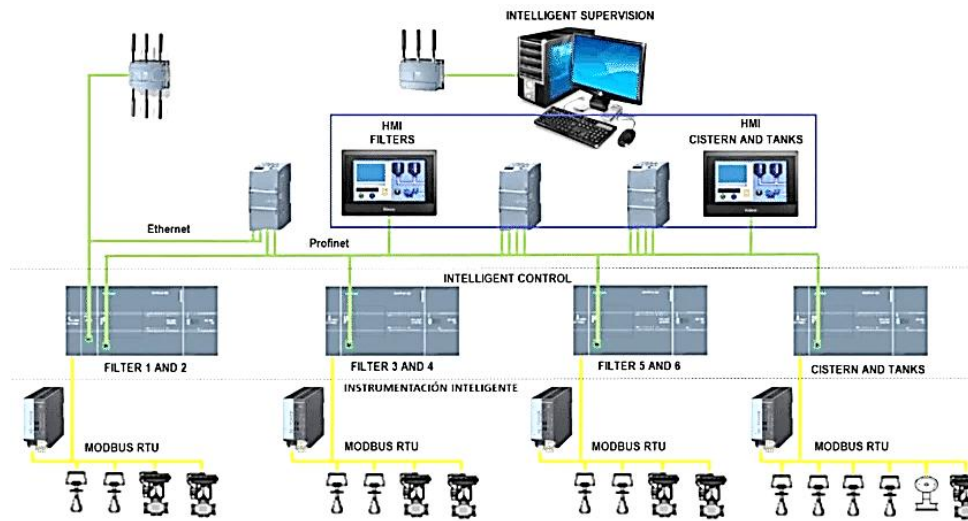 INTELLIGENT SUPERVISION
HMI
FILTERS
HMI
CISTERN AND TANKS
Ethernet
Profinet
INTELLIGENT CONTROL
FILTER 1 AND 2
FILTER 3 AND 4
FILTER 5 AND 6
CISTERN AND TANKS
INSTRUMENTACIÓN INTELIGENTE
MODBUS RTU
MODBUS RTU
MODBUS RTU
MODBUS RTU